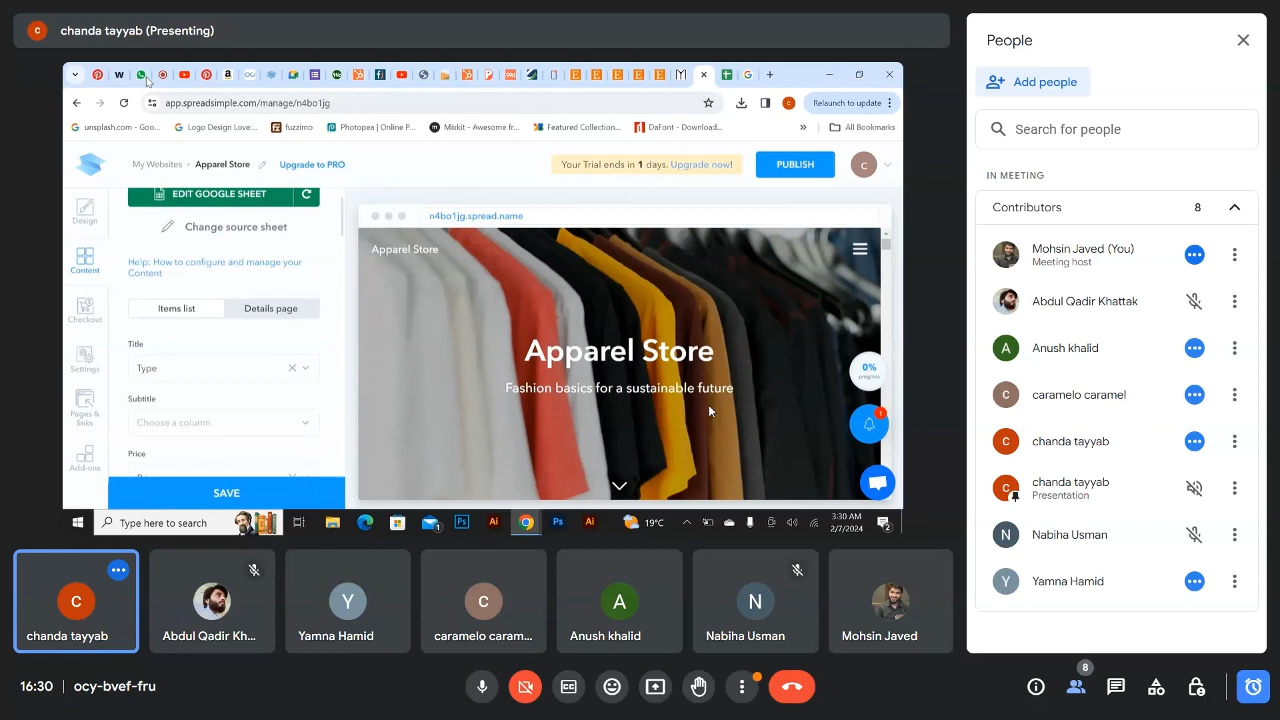 C
chanda tayyab (Presenting)
app.spreadsimple.com/manage/n4bo1jg
C
Relaunch to update
unsplash.com - Goo...
Logo Design Love:...
fuzzimo
Photopea | Online P...
Mixkit - Awesome fr...
Featured Collection...
DaFont - Download...
»
All Bookmarks
My Websites
Apparel Store
Upgrade to PRO
Your Trial ends in 1 days. Upgrade now!
PUBLISH
C
Design
Content
Checkout
Settings
Pages & links
Add-ons
EDIT GOOGLE SHEET
Change source sheet
Help: How to configure and manage your
Content
Items list
Details page
Title
Type
Subtitle
Choose a column
Price
SAVE
n4bo1jg.spread.name
Apparel Store
Apparel Store
Fashion basics for a sustainable future
0%
progress
1
Type here to search
19°C
3:30 AM
2/7/2024
2
C
chanda tayyab
Abdul Qadir Kh...
Y
Yamna Hamid
C
caramelo caram...
A
Anush khalid
N
Nabiha Usman
Mohsin Javed
16:30 | ocy-bvef-fru
8
People
Add people
Search for people
IN MEETING
Contributors 8
Mohsin Javed (You)
Meeting host
Abdul Qadir Khattak
A
Anush khalid
C
caramelo caramel
C
chanda tayyab
C
chanda tayyab
Presentation
N
Nabiha Usman
Y
Yamna Hamid